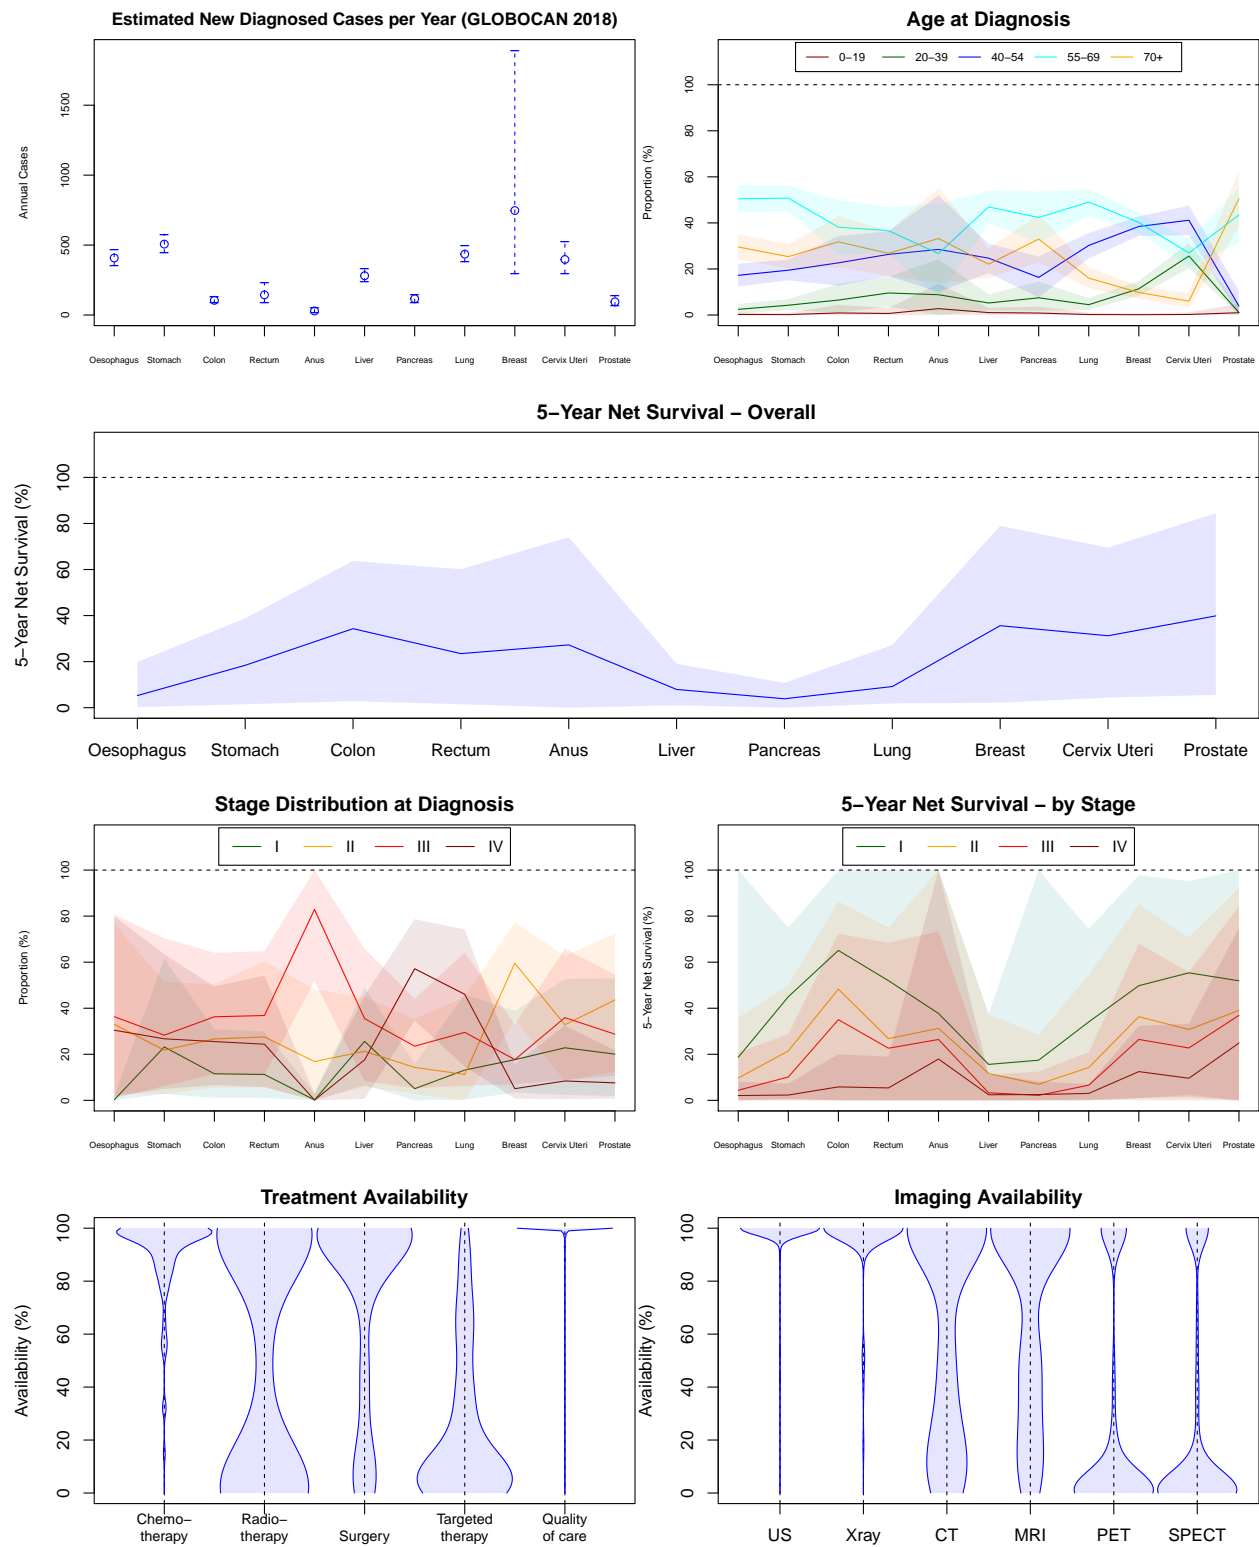 Estimated New Diagnosed Cases per Year (GLOBOCAN 2018)
Annual Cases
0 500 1000 1500
Oesophagus Stomach Colon Rectum Anus Liver Pancreas Lung Breast Cervix Uteri Prostate
Age at Diagnosis
0−19 20−39 40−54 55−69 70+
Proportion (%)
0 20 40 60 80 100
Oesophagus Stomach Colon Rectum Anus Liver Pancreas Lung Breast Cervix Uteri Prostate
5−Year Net Survival − Overall
5−Year Net Survival (%)
0 20 40 60 80 100
Oesophagus Stomach Colon Rectum Anus Liver Pancreas Lung Breast Cervix Uteri Prostate
Stage Distribution at Diagnosis
I II III IV
Proportion (%)
0 20 40 60 80 100
Oesophagus Stomach Colon Rectum Anus Liver Pancreas Lung Breast Cervix Uteri Prostate
5−Year Net Survival − by Stage
I II III IV
5−Year Net Survival (%)
0 20 40 60 80 100
Oesophagus Stomach Colon Rectum Anus Liver Pancreas Lung Breast Cervix Uteri Prostate
Treatment Availability
Availability (%)
0 20 40 60 80 100
Chemo−
therapy
Radio−
therapy
Surgery
Targeted
therapy
Quality
of care
Imaging Availability
Availability (%)
0 20 40 60 80 100
US Xray CT MRI PET SPECT